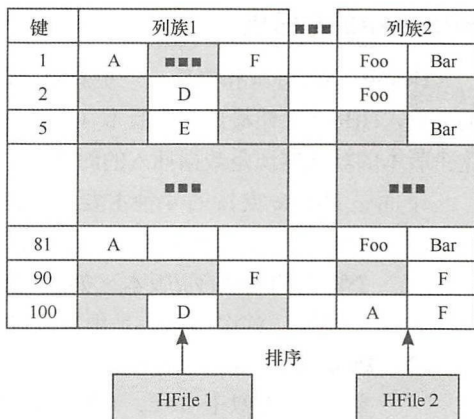 键 列族1 ■■■ 列族2
1 A ■■■ F Foo Bar
2 D Foo
5 E Bar
■■■ ■■■
81 A Foo Bar
90 F F
100 D A F
排序
HFile 1 HFile 2